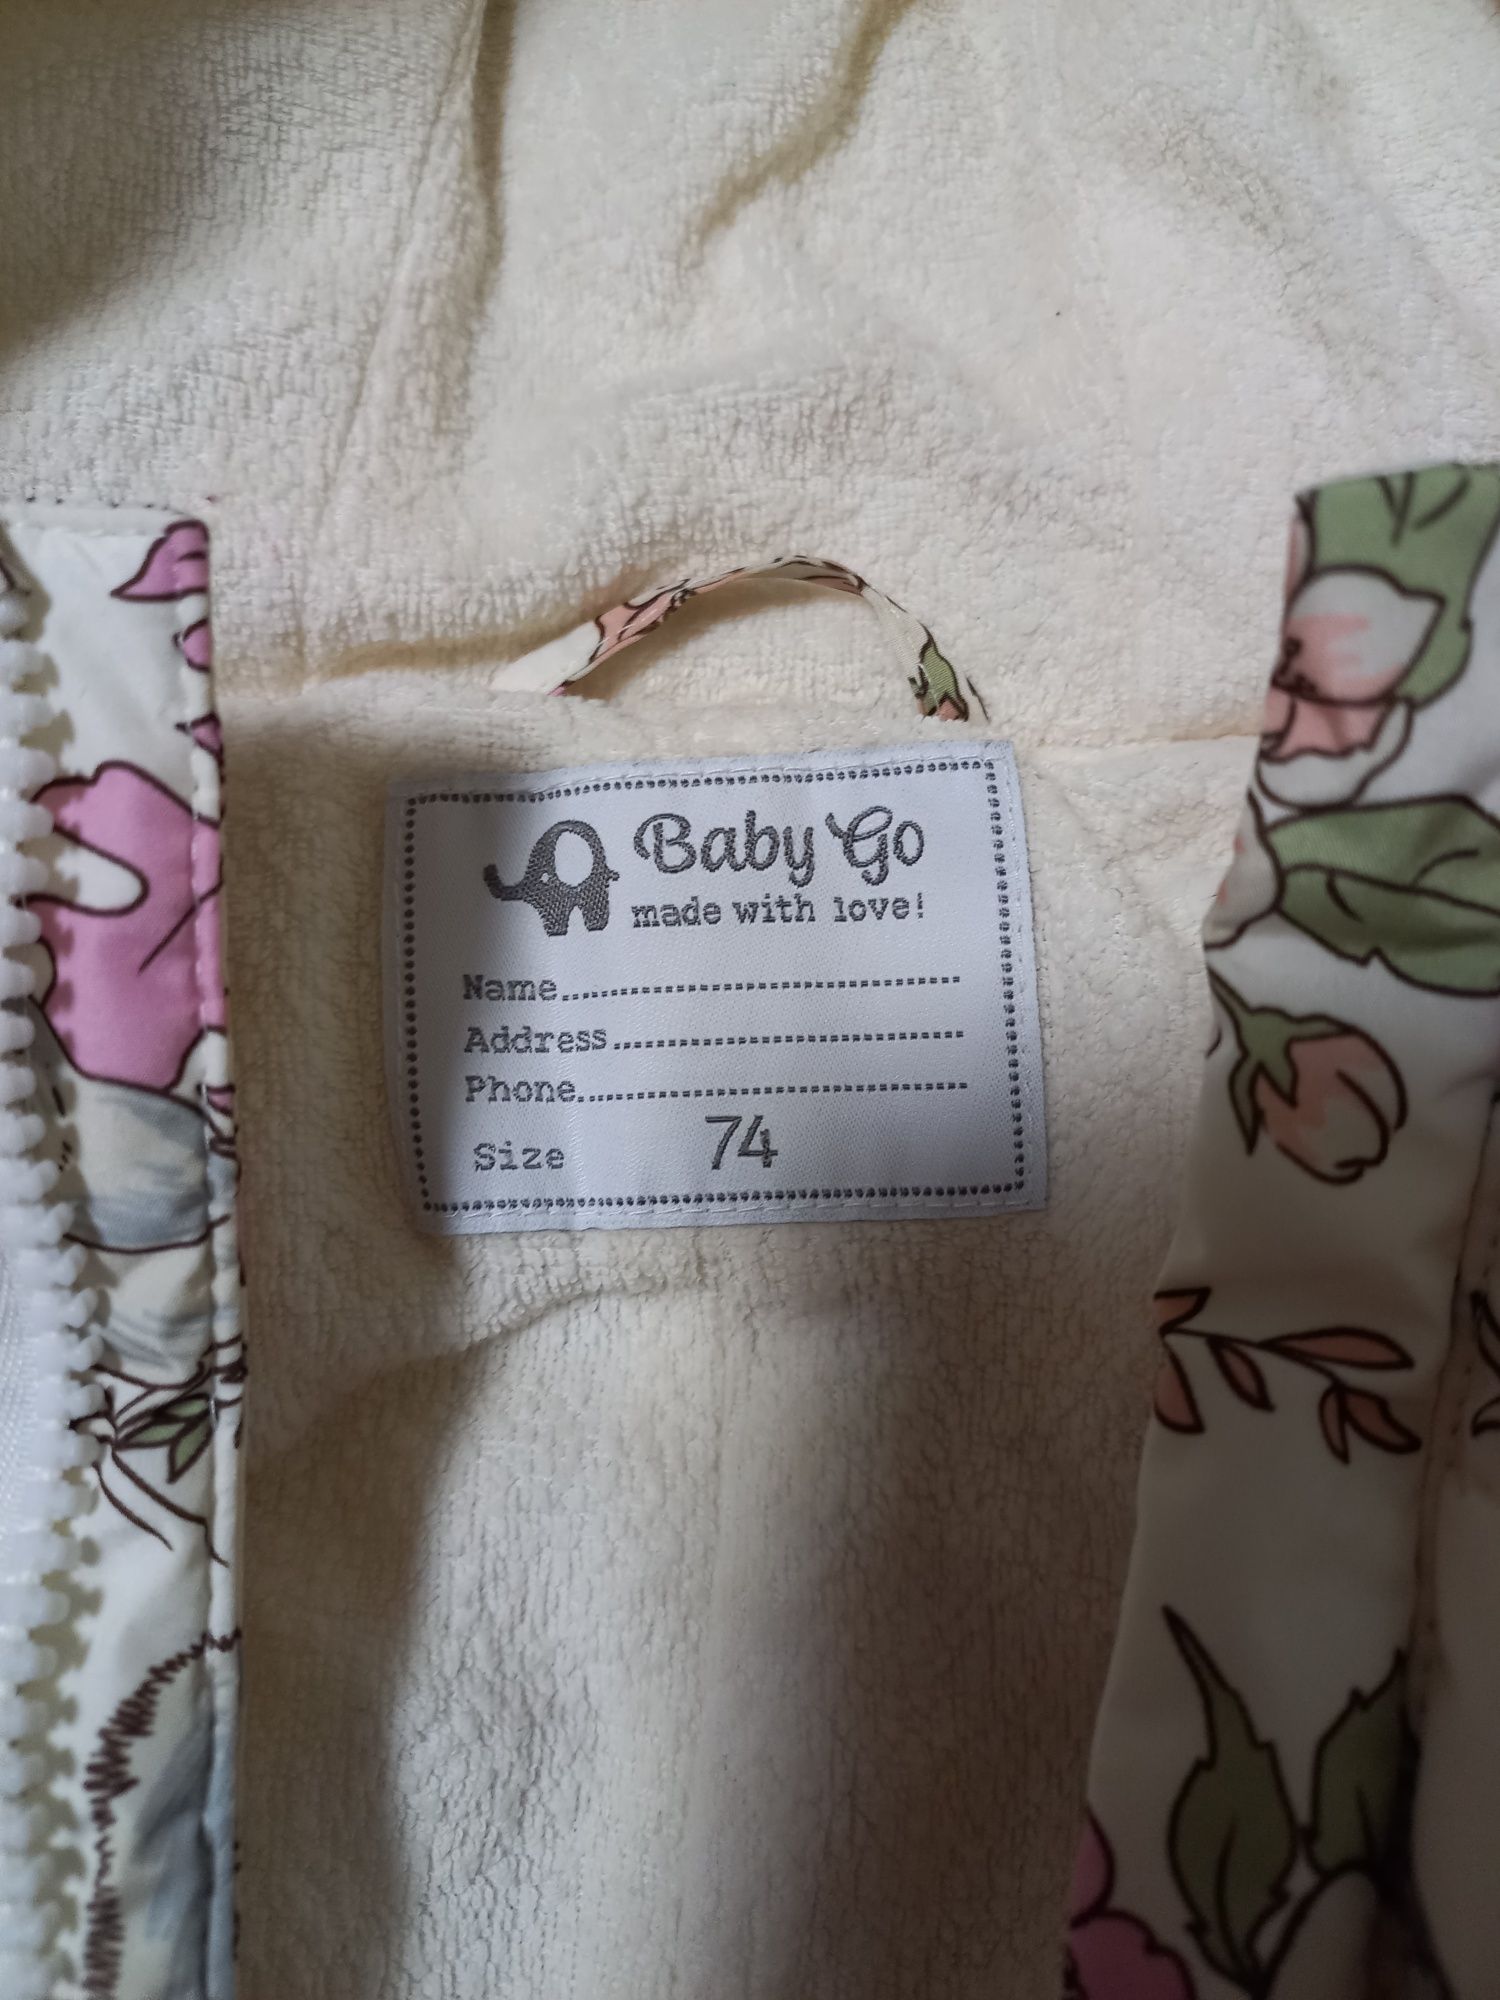 Baby Go
made with love!
Name..............................
Address..............................
Phone..............................
Size 74